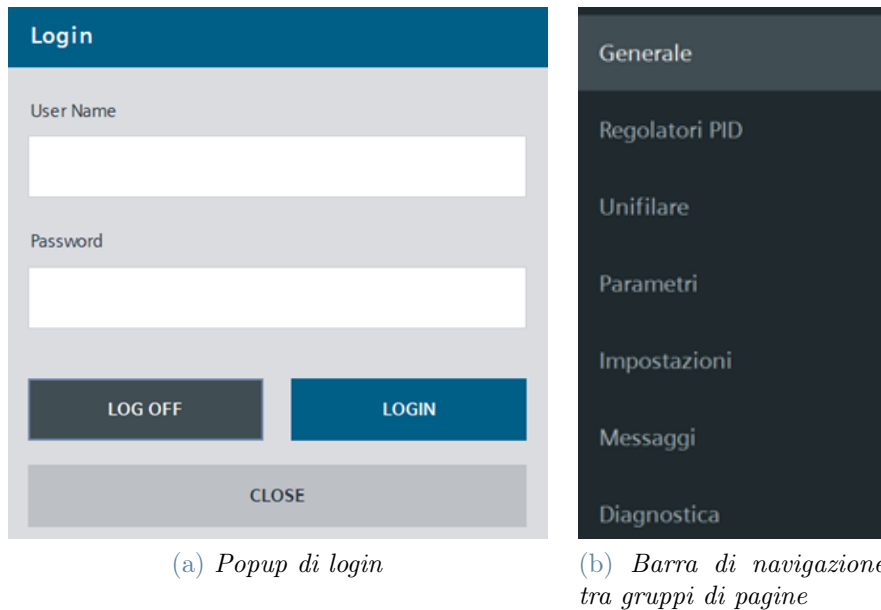 Login
User Name
Password
LOG OFF
LOGIN
CLOSE
(a) Popup di login
Generale
Regolatori PID
Unifilare
Parametri
Impostazioni
Messaggi
Diagnostica
(b) Barra di navigazione
tra gruppi di pagine